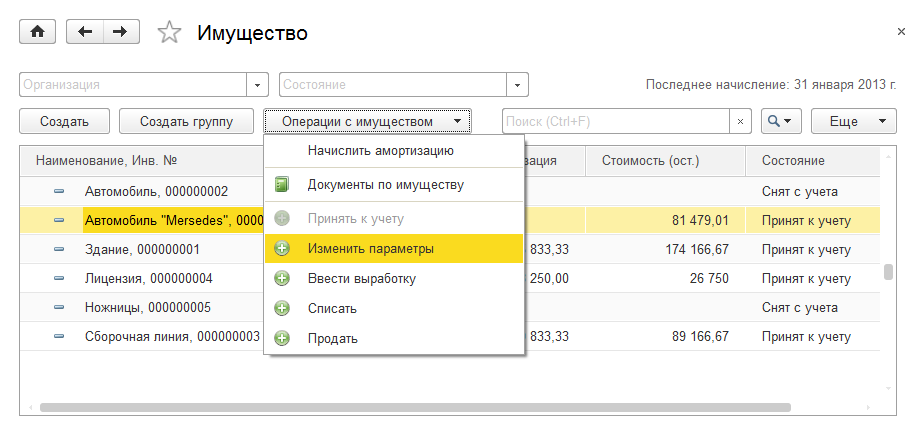 Имущество
Организация
Состояние
Последнее начисление: 31 января 2013 г.
Создать
Создать группу
Операции с имуществом
Поиск (Ctrl+F)
Еще
Наименование, Инв. №
Стоимость (ост.)
Состояние
Начислить амортизацию
Документы по имуществу
Принять к учету
Изменить параметры
Ввести выработку
Списать
Продать
Автомобиль, 000000002 Снят с учета
Автомобиль "Mersedes", 81 479,01 Принят к учету
Здание, 000000001 833,33 174 166,67 Принят к учету
Лицензия, 000000004 250,00 26 750 Принят к учету
Ножницы, 000000005 Снят с учета
Сборочная линия, 000000003 833,33 89 166,67 Принят к учету